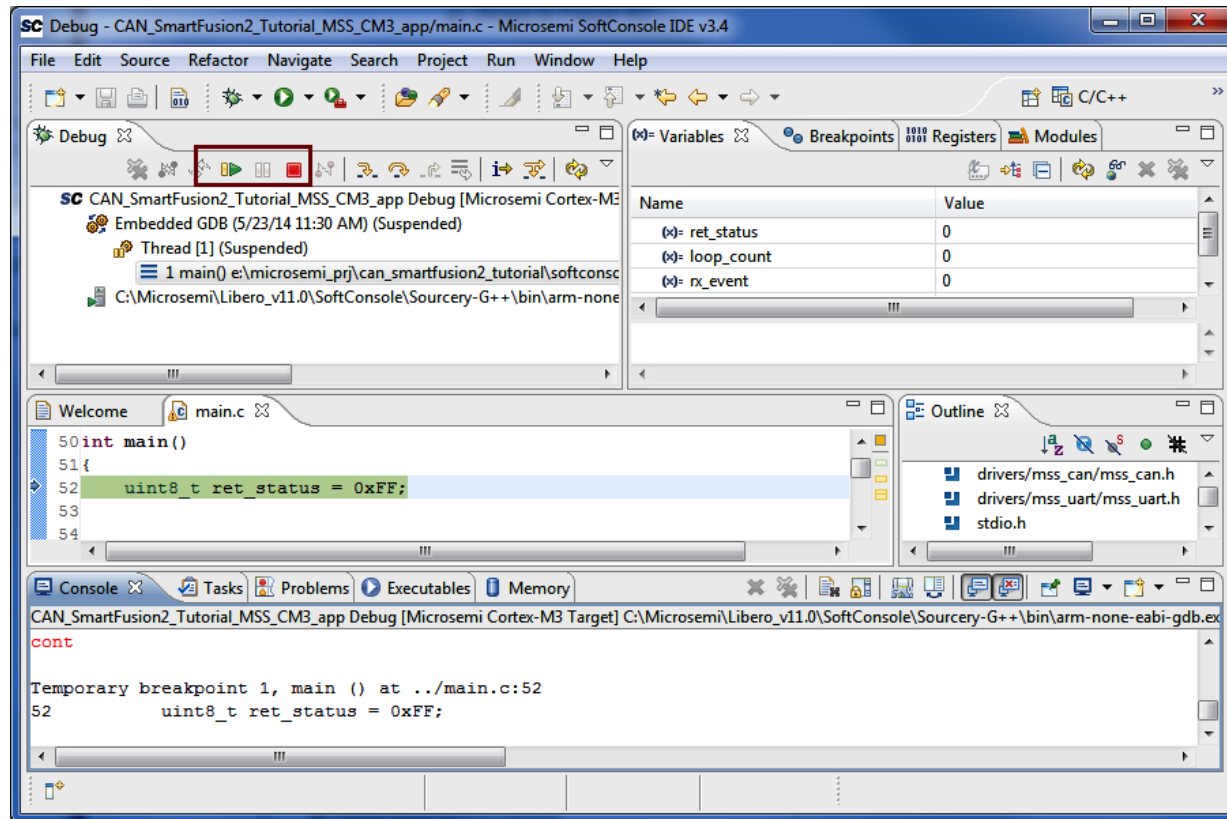 SC Debug - CAN_SmartFusion2_Tutorial_MSS_CM3_app/main.c - Microsemi SoftConsole IDE v3.4
File Edit Source Refactor Navigate Search Project Run Window Help
C/C++ »
Debug
(x)= Variables Breakpoints 1010 0101 Registers Modules
SC CAN_SmartFusion2_Tutorial_MSS_CM3_app Debug [Microsemi Cortex-M3
Embedded GDB (5/23/14 11:30 AM) (Suspended)
Thread [1] (Suspended)
1 main() e:\microsemi_prj\can_smartfusion2_tutorial\softconsc
C:\Microsemi\Libero_v11.0\SoftConsole\Sourcery-G++\bin\arm-none
Name Value
(x)= ret_status 0
(x)= loop_count 0
(x)= rx_event 0
Welcome main.c
50 int main()
51 {
52 uint8_t ret_status = 0xFF;
53
54
Outline
drivers/mss_can/mss_can.h
drivers/mss_uart/mss_uart.h
stdio.h
Console Tasks Problems Executables Memory
CAN_SmartFusion2_Tutorial_MSS_CM3_app Debug [Microsemi Cortex-M3 Target] C:\Microsemi\Libero_v11.0\SoftConsole\Sourcery-G++\bin\arm-none-eabi-gdb.ex
cont
Temporary breakpoint 1, main () at ../main.c:52
52 uint8_t ret_status = 0xFF;